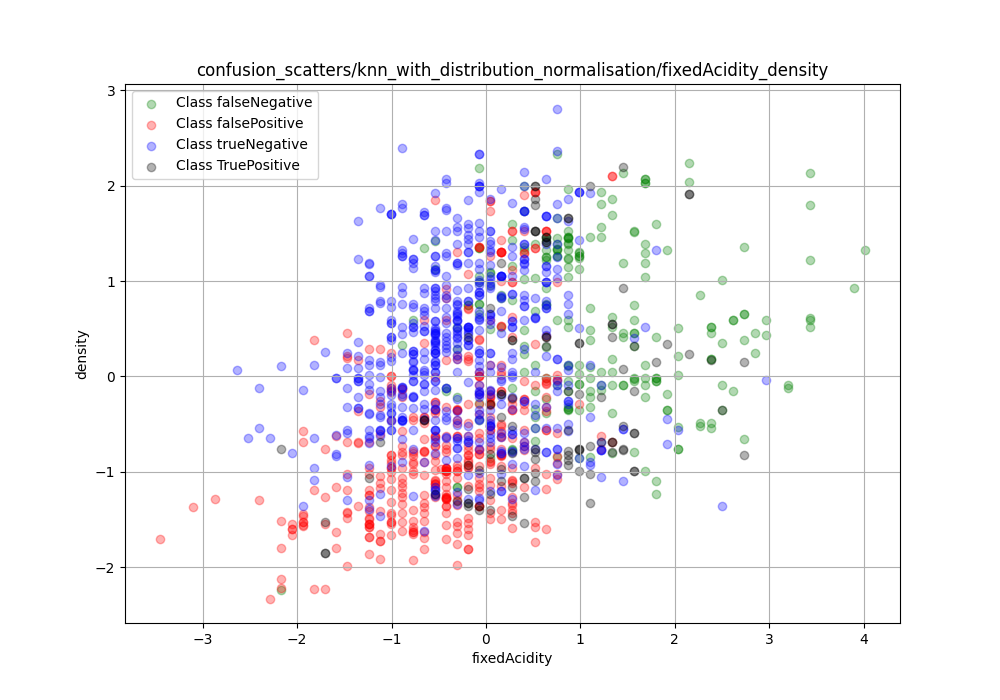 confusion_scatters/knn_with_distribution_normalisation/fixedAcidity_density
Class falseNegative
Class falsePositive
Class trueNegative
Class TruePositive
3
2
1
0
−1
−2
density
−3 −2 −1 0 1 2 3 4
fixedAcidity